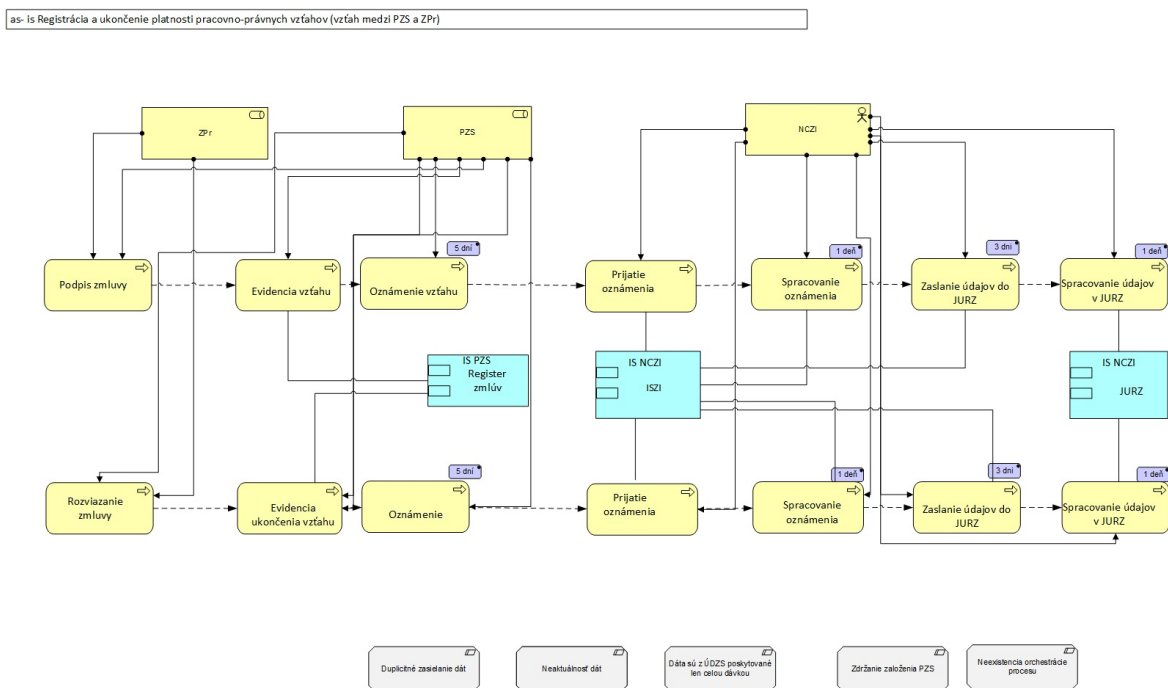 as- is Registrácia a ukončenie platnosti pracovno-právnych vzťahov (vzťah medzi PZS a ZPr)
ZPr
PZS
NCZI
5 dní
1 deň
3 dni
1 deň
Podpis zmluvy
Evidencia vzťahu
Oznámenie vzťahu
Prijatie
oznámenia
Spracovanie
oznámenia
Zaslanie údajov do
JURZ
Spracovanie údajov
v JURZ
IS PZS
Register
zmlúv
IS NCZI
ISZI
IS NCZI
JURZ
5 dní
1 deň
3 dni
1 deň
Rozviazanie
zmluvy
Evidencia
ukončenia vzťahu
Oznámenie
Prijatie
oznámenia
Spracovanie
oznámenia
Zaslanie údajov do
JURZ
Spracovanie údajov
v JURZ
Duplicitné zasielanie dát
Neaktuálnosť dát
Dáta sú z ÚDZS poskytované
len celou dávkou
Zdržanie založenia PZS
Neexistencia orchestrácie
procesu